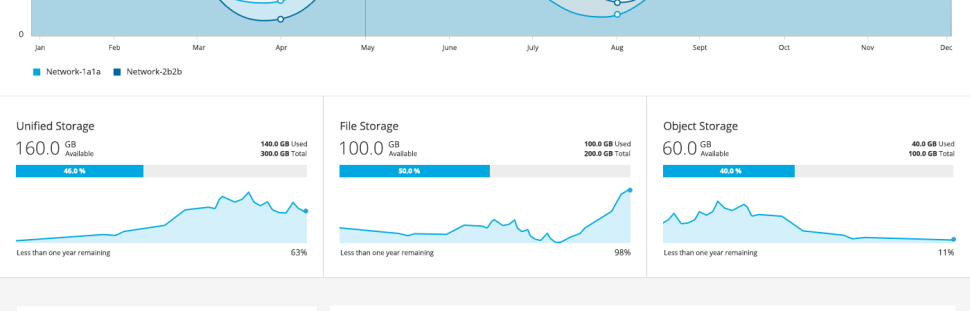 0
Jan Feb Mar Apr May June July Aug Sept Oct Nov Dec
Network-1a1a Network-2b2b
Unified Storage
160.0 GB Available
140.0 GB Used
300.0 GB Total
46.0 %
Less than one year remaining 63%
File Storage
100.0 GB Available
100.0 GB Used
200.0 GB Total
50.0 %
Less than one year remaining 98%
Object Storage
60.0 GB Available
40.0 GB Used
100.0 GB Total
40.0 %
Less than one year remaining 11%